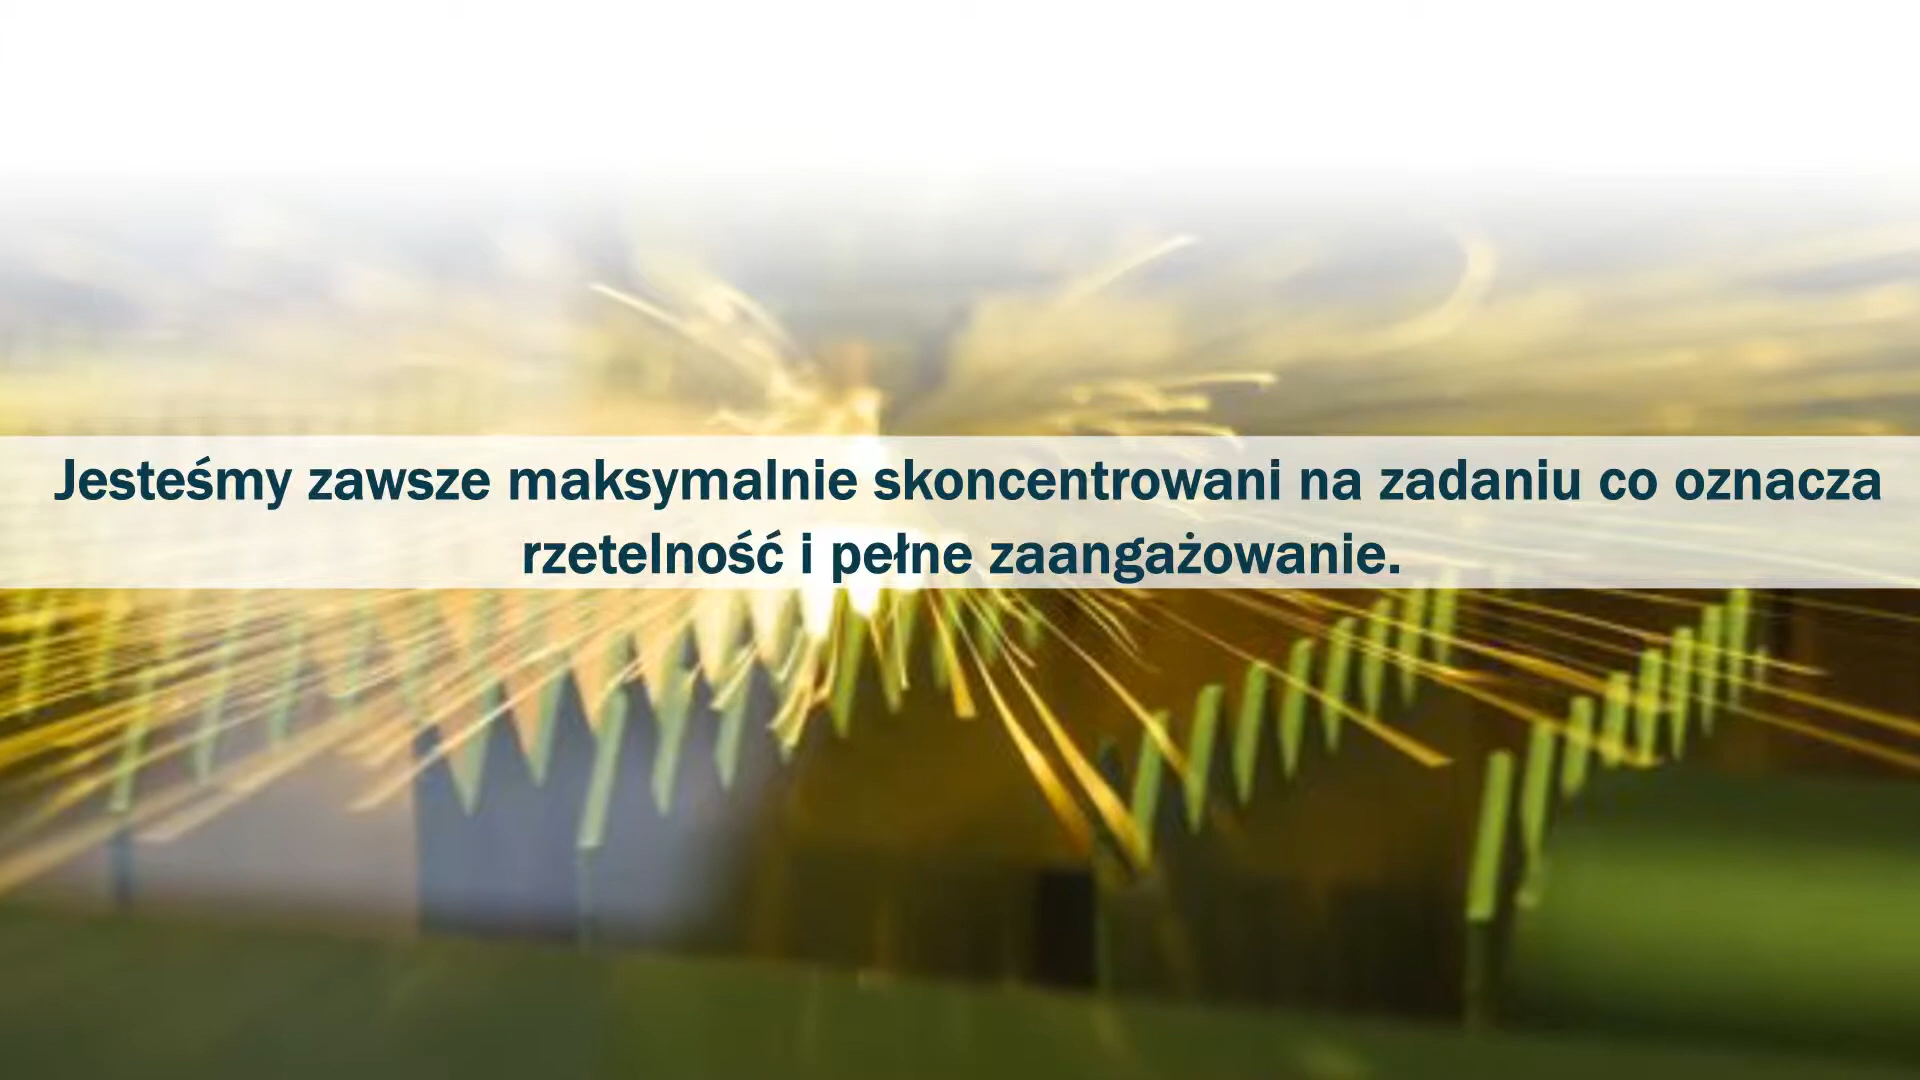 Jesteśmy zawsze maksymalnie skoncentrowani na zadaniu co oznacza
rzetelność i pełne zaangażowanie.